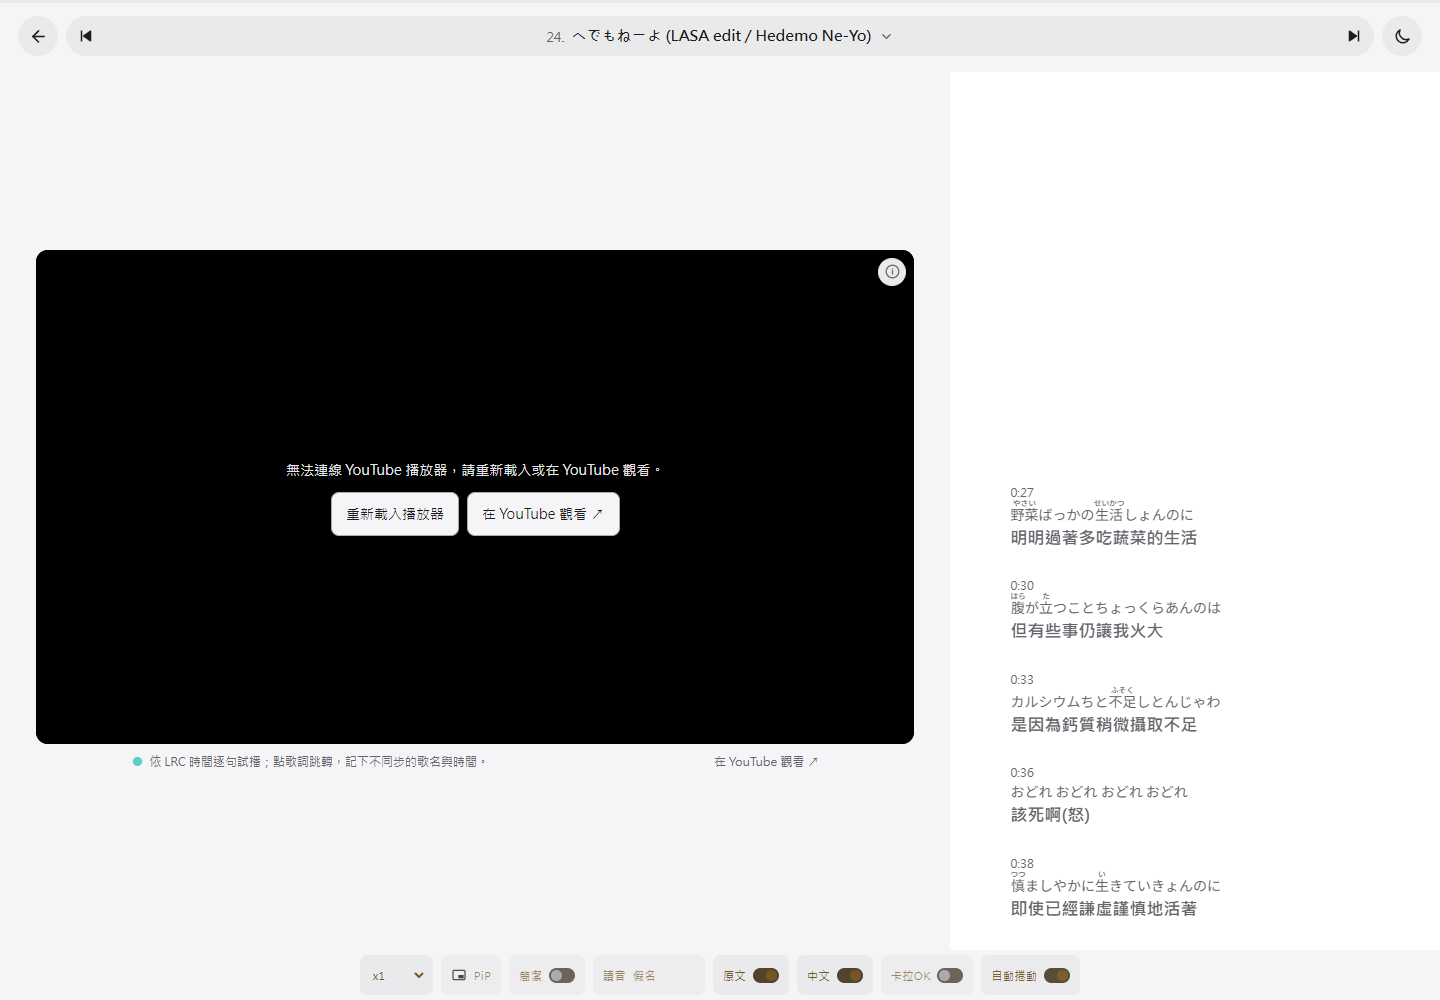 24. へでもねーよ (LASA edit / Hedemo Ne-Yo)
無法連線 YouTube 播放器，請重新載入或在 YouTube 觀看。
重新載入播放器
在 YouTube 觀看 ↗
依 LRC 時間逐句試播；點歌詞跳轉，記下不同步的歌名與時間。
在 YouTube 觀看 ↗
0:27
やさい せいかつ
野菜ばっかの生活しょんのに
明明過著多吃蔬菜的生活
0:30
はら た
腹が立つことちょっくらあんのは
但有些事仍讓我火大
0:33
ふそく
カルシウムちと不足しとんじゃわ
是因為鈣質稍微攝取不足
0:36
おどれ おどれ おどれ おどれ
該死啊(怒)
0:38
つつ い
慎ましやかに生きていきょんのに
即使已經謙虛謹慎地活著
x1
PiP
簡潔
讀音 假名
原文
中文
卡拉OK
自動捲動